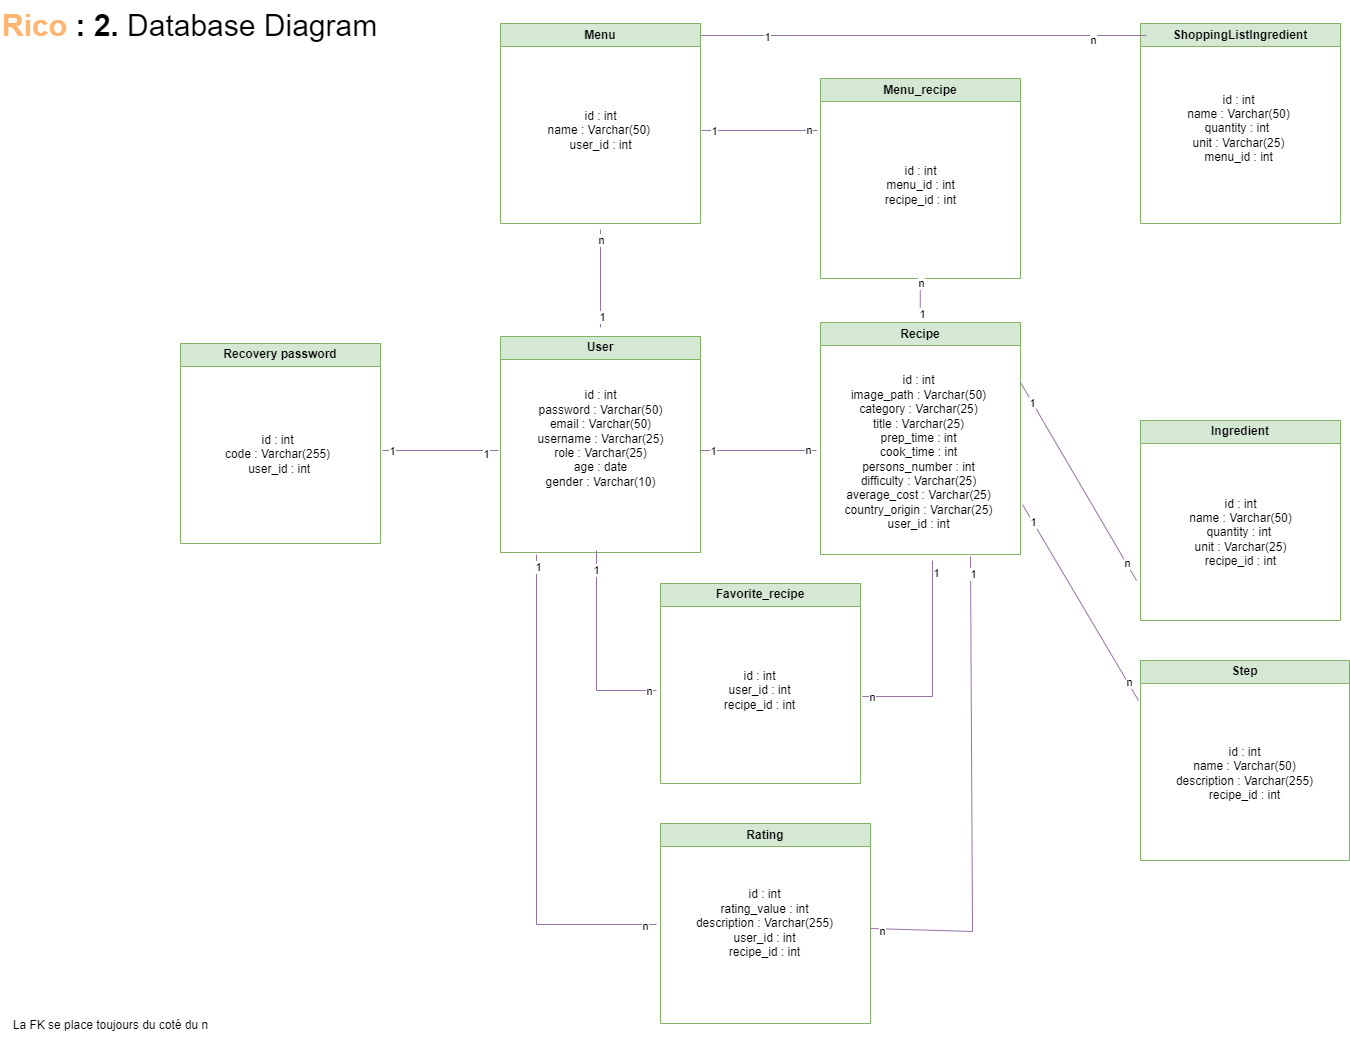 Rico : 2. Database Diagram
Menu
id : int
name : Varchar(50)
user_id : int
1
n
ShoppingListIngredient
id : int
name : Varchar(50)
quantity : int
unit : Varchar(25)
menu_id : int
Menu_recipe
id : int
menu_id : int
recipe_id : int
1
n
n
1
n
1
Recovery password
id : int
code : Varchar(255)
user_id : int
1
1
User
id : int
password : Varchar(50)
email : Varchar(50)
username : Varchar(25)
role : Varchar(25)
age : date
gender : Varchar(10)
1
n
Recipe
id : int
image_path : Varchar(50)
category : Varchar(25)
title : Varchar(25)
prep_time : int
cook_time : int
persons_number : int
difficulty : Varchar(25)
average_cost : Varchar(25)
country_origin : Varchar(25)
user_id : int
1
n
Ingredient
id : int
name : Varchar(50)
quantity : int
unit : Varchar(25)
recipe_id : int
1
n
Step
id : int
name : Varchar(50)
description : Varchar(255)
recipe_id : int
1
1
1
1
Favorite_recipe
id : int
user_id : int
recipe_id : int
n
n
Rating
id : int
rating_value : int
description : Varchar(255)
user_id : int
recipe_id : int
n
n
La FK se place toujours du coté du n